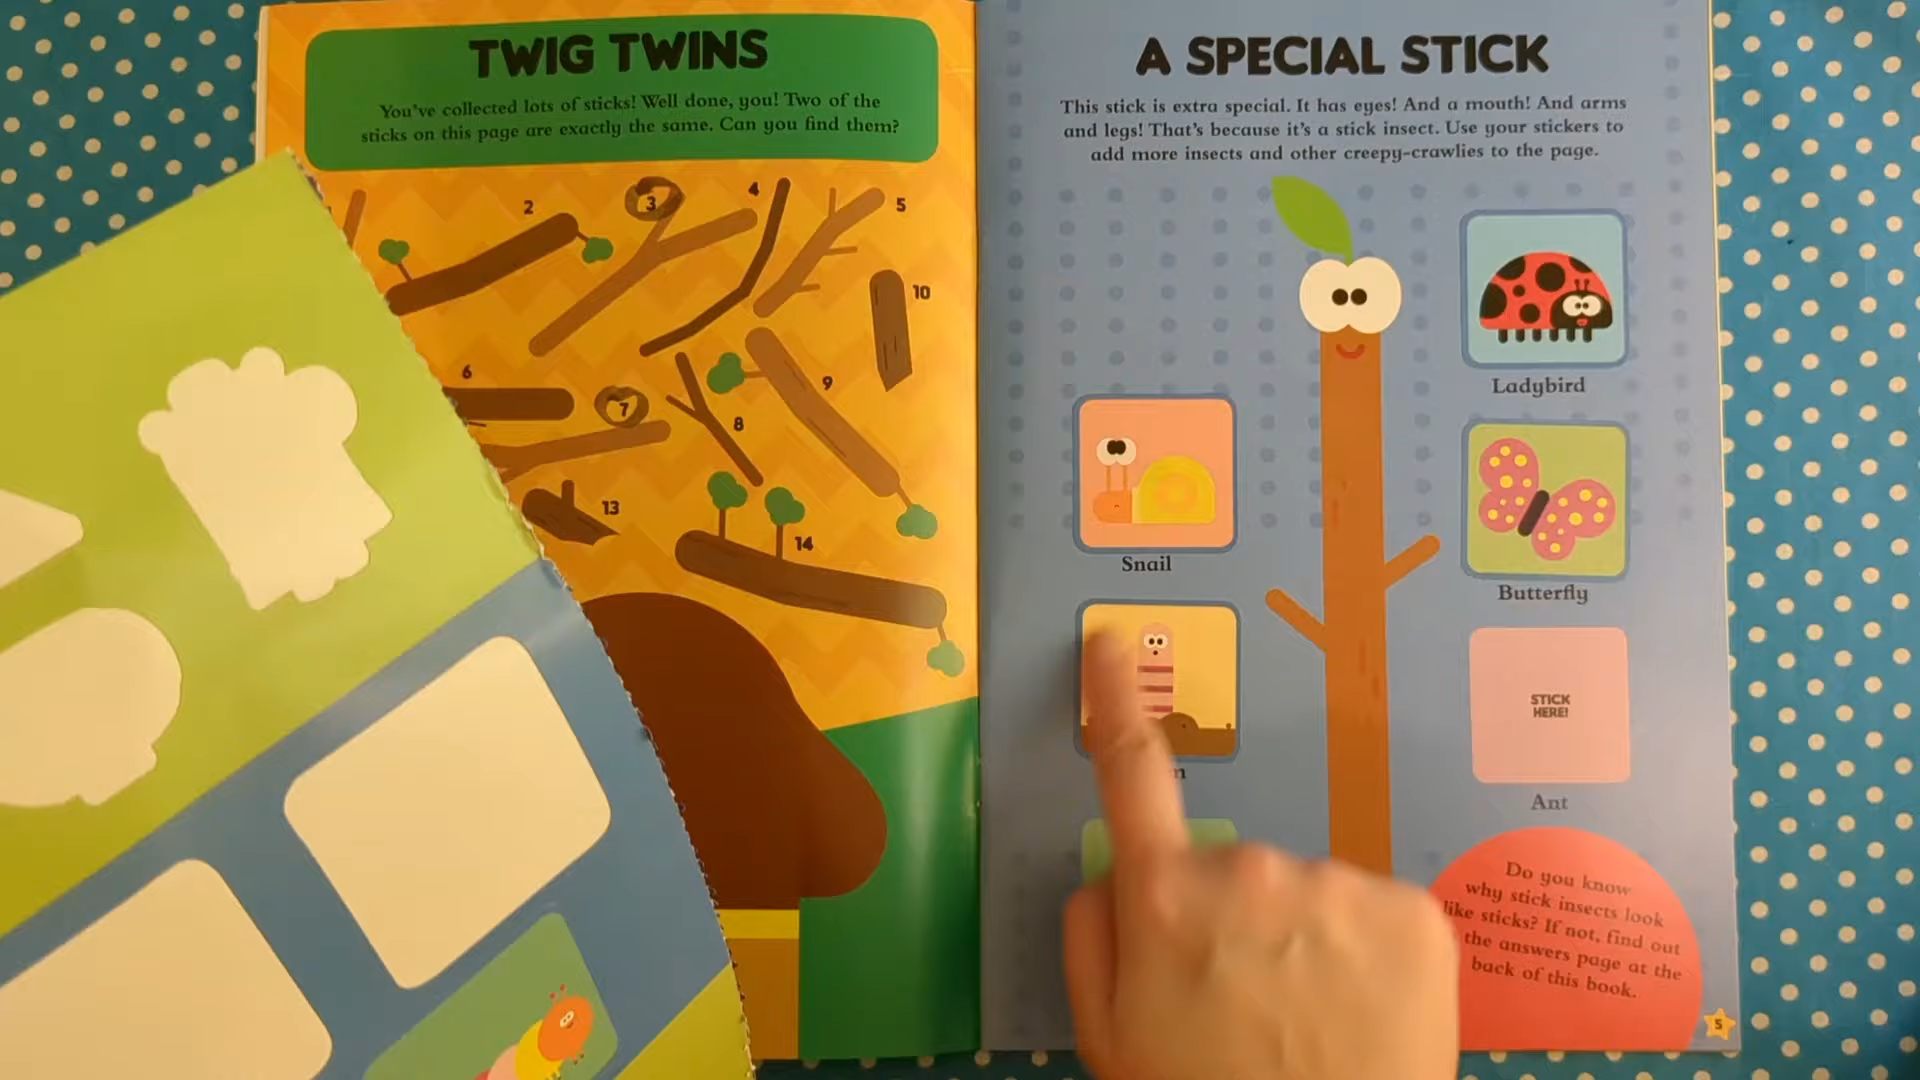 TWIG TWINS
You've collected lots of sticks! Well done, you! Two of the
sticks on this page are exactly the same. Can you find them?
2
3
4
5
10
6
7
8
9
13
14
A SPECIAL STICK
This stick is extra special. It has eyes! And a mouth! And arms
and legs! That's because it's a stick insect. Use your stickers to
add more insects and other creepy-crawlies to the page.
Ladybird
Snail
Butterfly
STICK
HERE!
Ant
Do you know
why stick insects look
like sticks? If not, find out
the answers page at the
back of this book.
5